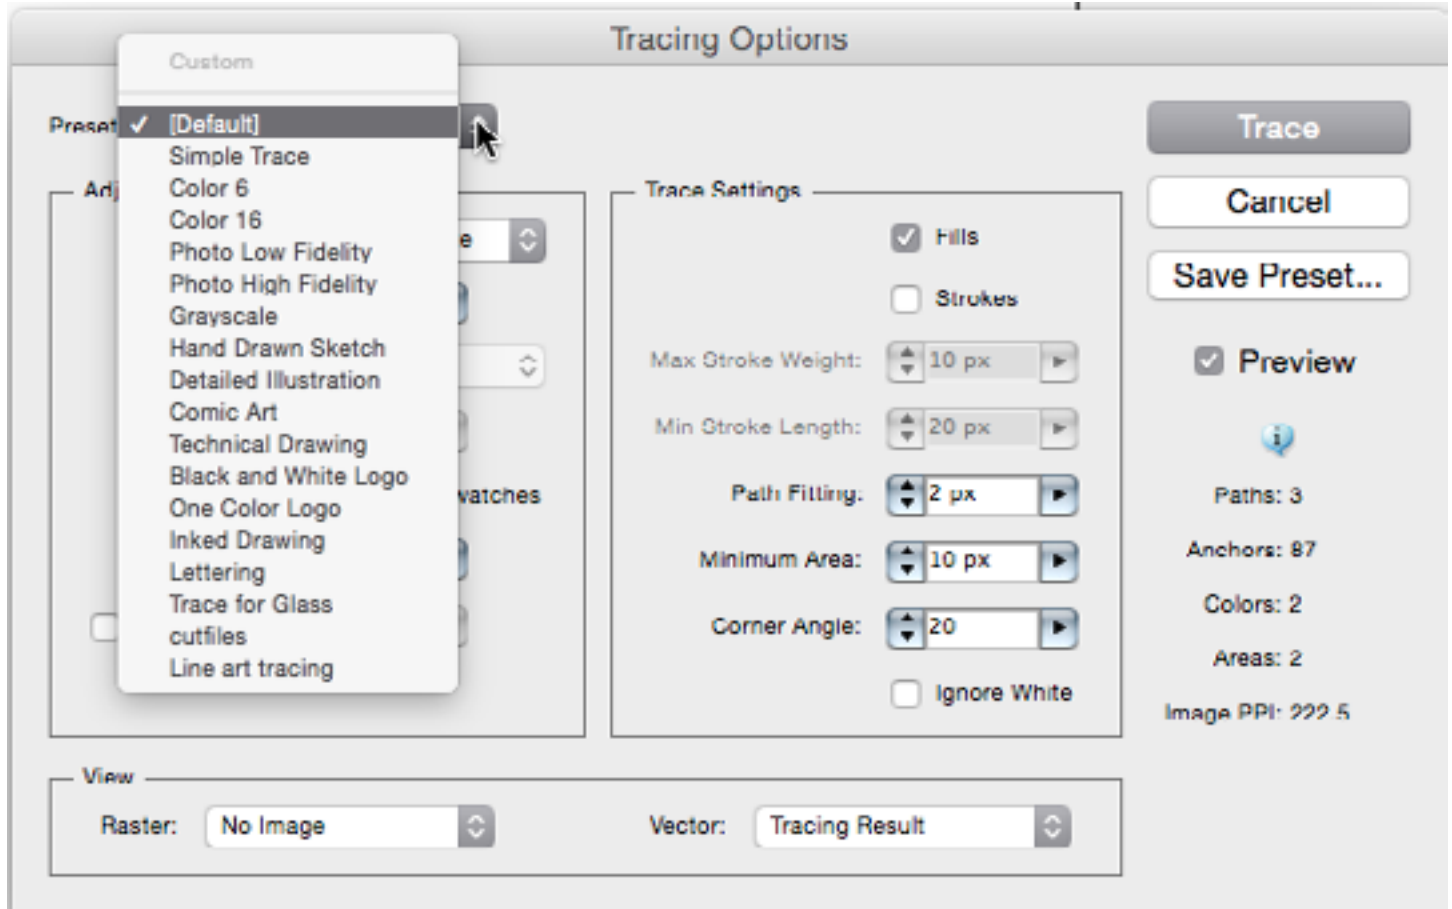 Tracing Options
Custom
Preset
✓ [Default]
Simple Trace
Color 6
Color 16
Photo Low Fidelity
Photo High Fidelity
Grayscale
Hand Drawn Sketch
Detailed Illustration
Comic Art
Technical Drawing
Black and White Logo
One Color Logo
Inked Drawing
Lettering
Trace for Glass
cutfiles
Line art tracing
Adj
e
watches
Trace Settings
Fills
Strokes
Max Stroke Weight: 10 px
Min Stroke Length: 20 px
Path Fitting: 2 px
Minimum Area: 10 px
Corner Angle: 20
Ignore White
Trace
Cancel
Save Preset...
Preview
Paths: 3
Anchors: 87
Colors: 2
Areas: 2
Image PPI: 222.5
View
Raster: No Image
Vector: Tracing Result